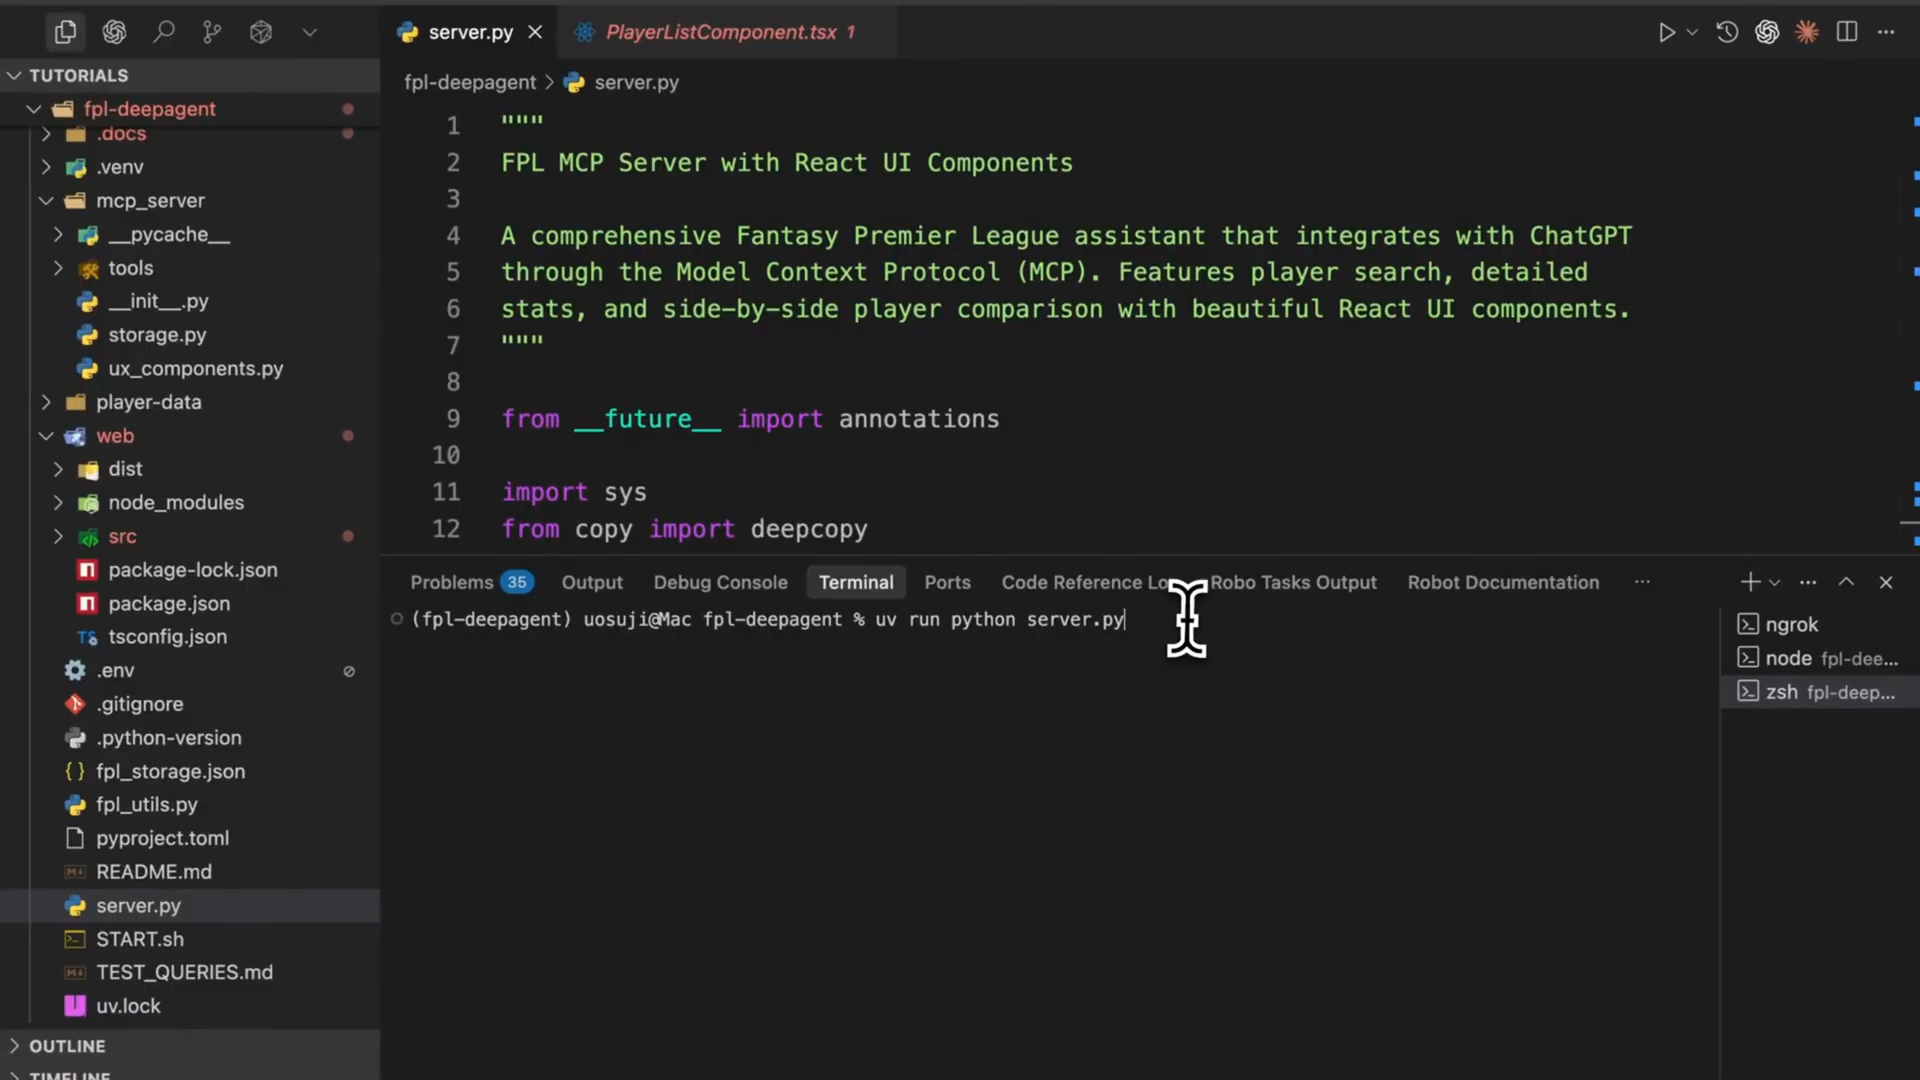 TUTORIALS
fpl-deepagent
.docs
.venv
mcp_server
__pycache__
tools
__init__.py
storage.py
ux_components.py
player-data
web
dist
node_modules
src
package-lock.json
package.json
tsconfig.json
.env
.gitignore
.python-version
fpl_storage.json
fpl_utils.py
pyproject.toml
README.md
server.py
START.sh
TEST_QUERIES.md
uv.lock
OUTLINE
TIMELINE
server.py
PlayerListComponent.tsx 1
fpl-deepagent > server.py
1 """
2 FPL MCP Server with React UI Components
3
4 A comprehensive Fantasy Premier League assistant that integrates with ChatGPT
5 through the Model Context Protocol (MCP). Features player search, detailed
6 stats, and side-by-side player comparison with beautiful React UI components.
7 """
8
9 from __future__ import annotations
10
11 import sys
12 from copy import deepcopy
Problems 35 Output Debug Console Terminal Ports Code Reference Lo Robo Tasks Output Robot Documentation ...
(fpl-deepagent) uosuji@Mac fpl-deepagent % uv run python server.py
ngrok
node fpl-dee...
zsh fpl-deep...